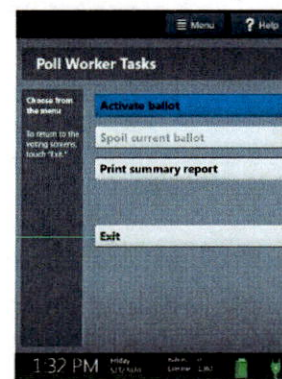 Menu
? Help
Poll Worker Tasks
Choose from
the menu
To return to the
voting screens,
touch "Exit."
Activate ballot
Spoil current ballot
Print summary report
Exit
1:32 PM
Friday